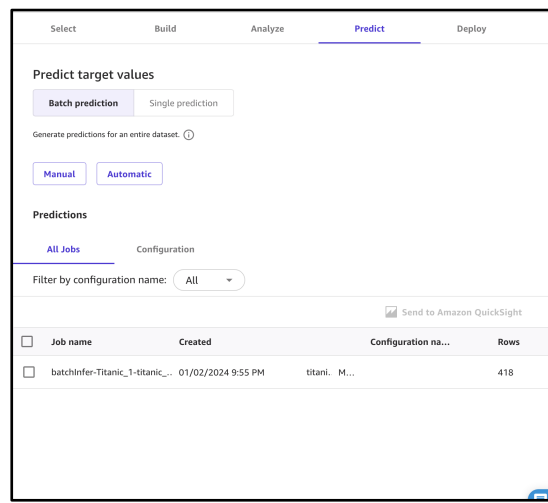 Select Build Analyze Predict Deploy
Predict target values
Batch prediction Single prediction
Generate predictions for an entire dataset.
Manual Automatic
Predictions
All Jobs Configuration
Filter by configuration name: All
Send to Amazon QuickSight
Job name Created Configuration na... Rows
batchInfer-Titanic_1-titanic_.. 01/02/2024 9:55 PM titani. M... 418